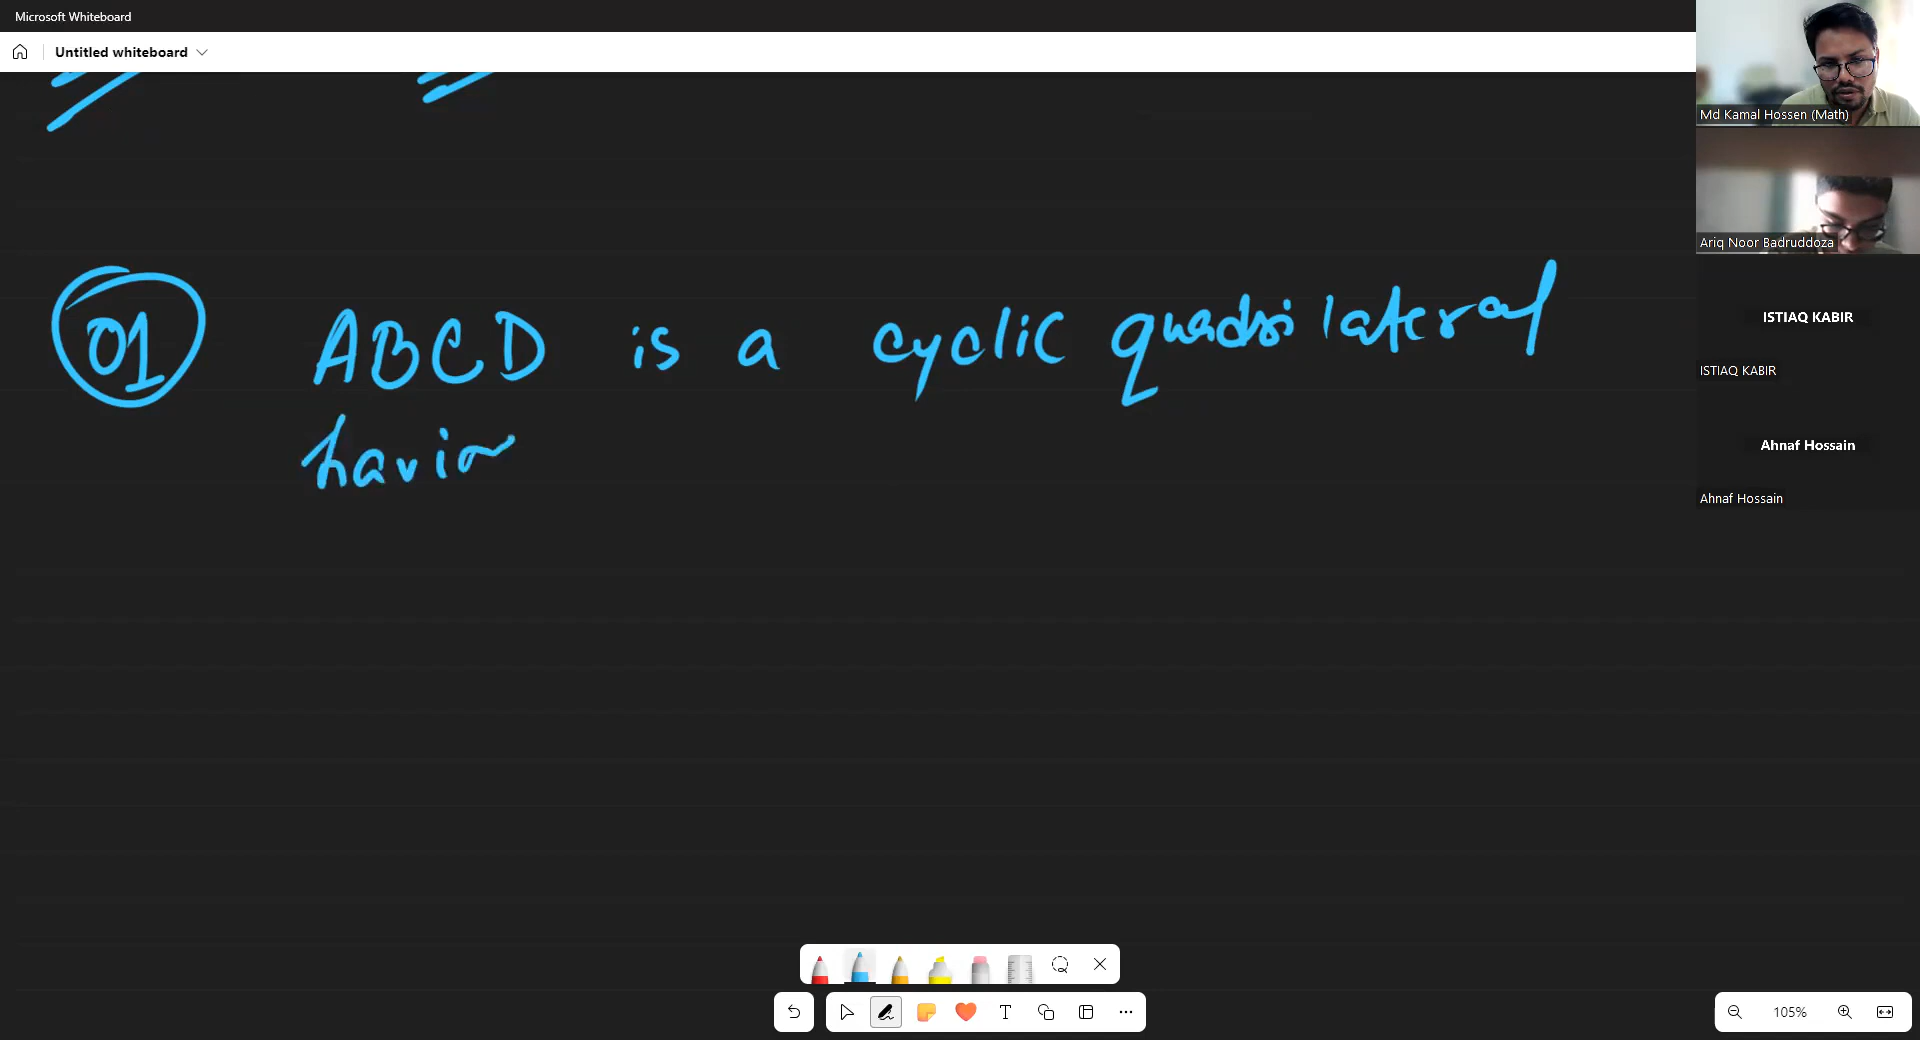 Microsoft Whiteboard
Untitled whiteboard
Md Kamal Hossen (Math)
Ariq Noor Badruddoza
01 ABCD is a cyclic quadrilateral
ISTIAQ KABIR
ISTIAQ KABIR
havin
Ahnaf Hossain
Ahnaf Hossain
T
105%